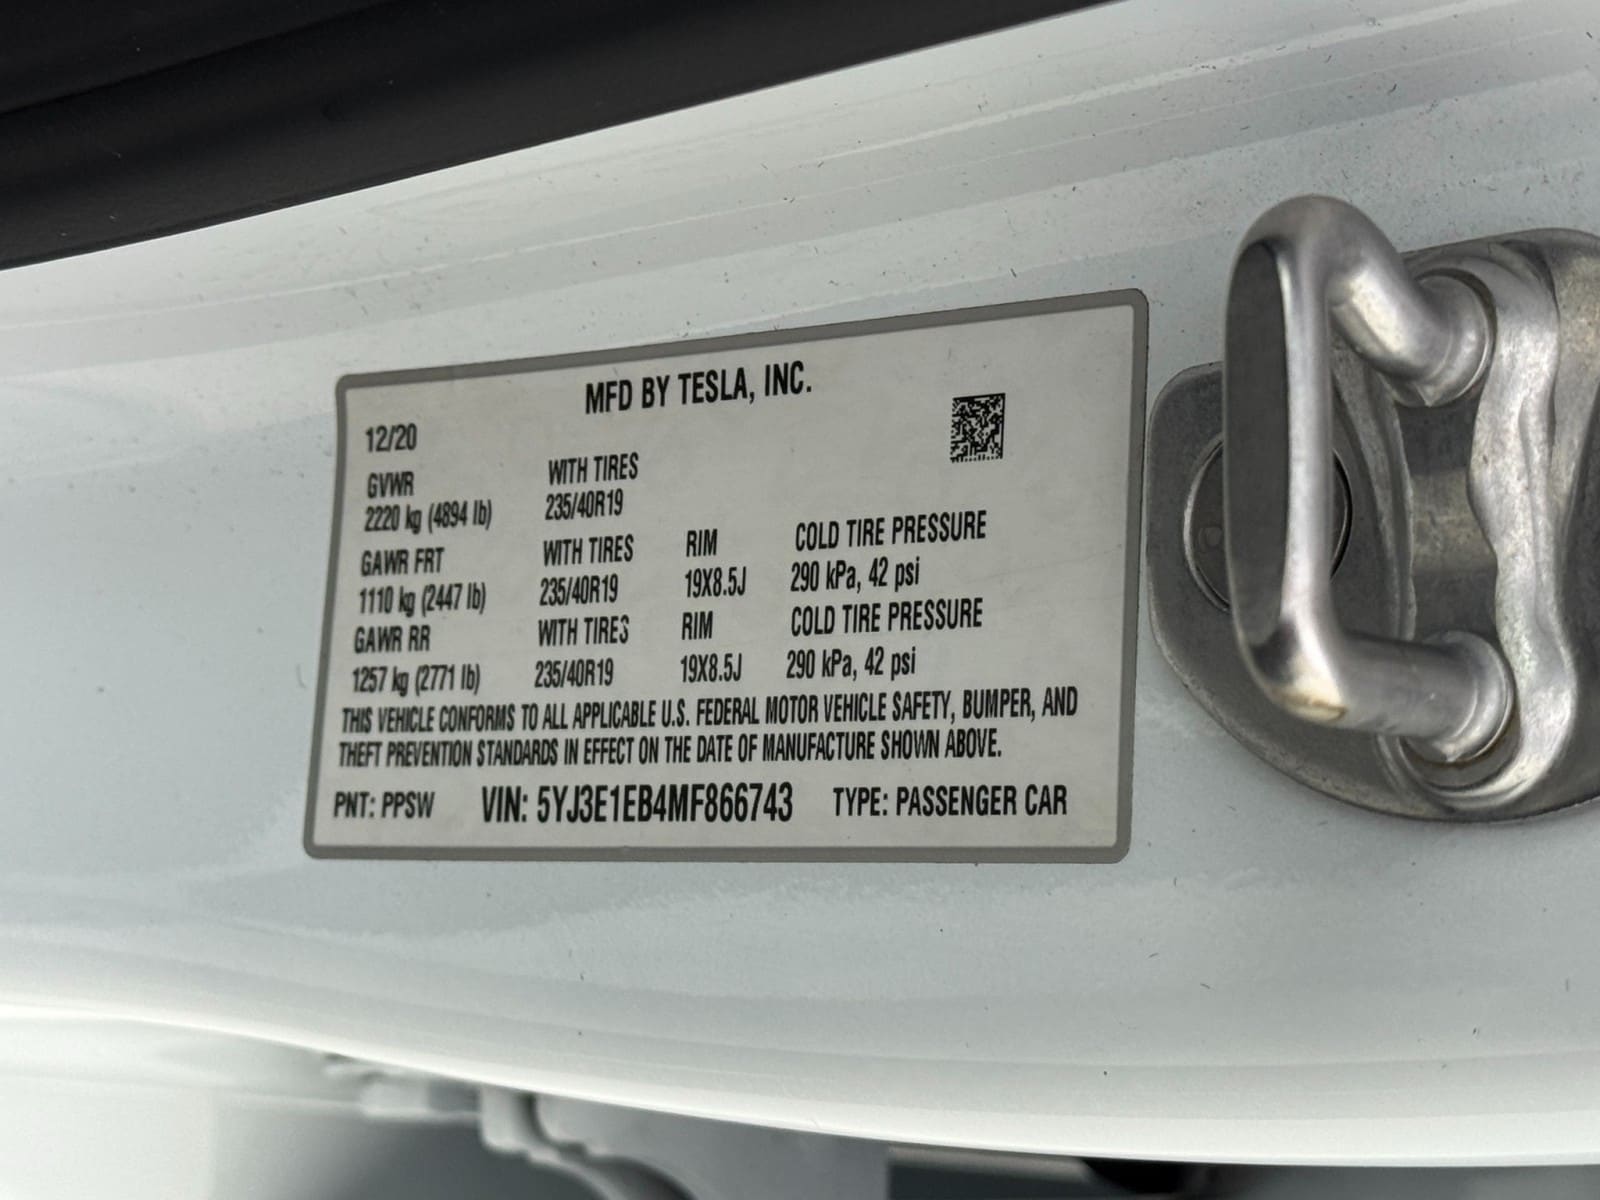 MFD BY TESLA, INC.
12/20
GVWR WITH TIRES
2220 kg (4894 lb) 235/40R19
GAWR FRT WITH TIRES RIM COLD TIRE PRESSURE
1110 kg (2447 lb) 235/40R19 19X8.5J 290 kPa, 42 psi
GAWR RR WITH TIRES RIM COLD TIRE PRESSURE
1257 kg (2771 lb) 235/40R19 19X8.5J 290 kPa, 42 psi
THIS VEHICLE CONFORMS TO ALL APPLICABLE U.S. FEDERAL MOTOR VEHICLE SAFETY, BUMPER, AND
THEFT PREVENTION STANDARDS IN EFFECT ON THE DATE OF MANUFACTURE SHOWN ABOVE.
PNT: PPSW VIN: 5YJ3E1EB4MF866743 TYPE: PASSENGER CAR